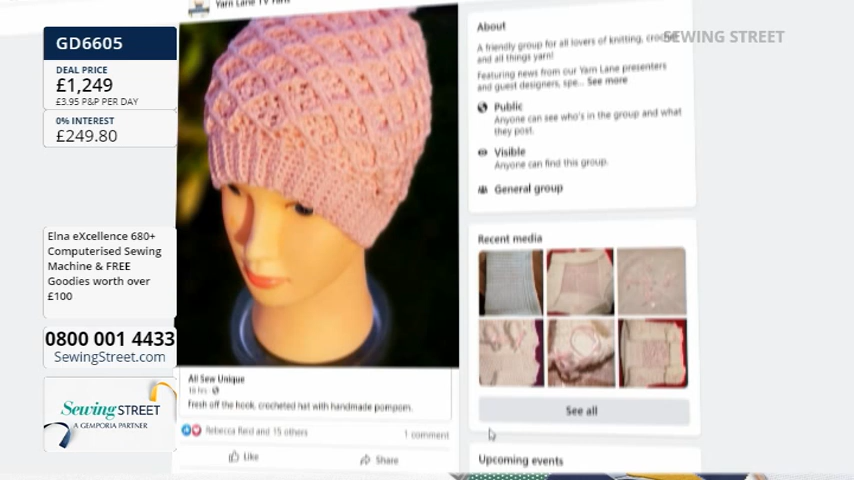 GD6605
DEAL PRICE
£1,249
£3.95 P&P PER DAY
0% INTEREST
£249.80
Elna eXcellence 680+
Computerised Sewing
Machine & FREE
Goodies worth over
£100
0800 001 4433
SewingStreet.com
Sewing STREET
A GEMPORIA PARTNER
Yarn Lane TV
All Sew Unique
18 hrs
Fresh off the hook, crocheted hat with handmade pompom.
Rebecca Reid and 15 others
1 comment
Like
Share
SEWING STREET
About
A friendly group for all lovers of knitting,
and all things yarn!
Featuring news from our Yarn Lane presenters
and guest designers, spe... See more
Public
Anyone can see who's in the group and what
they post.
Visible
Anyone can find this group.
General group
Recent media
See all
Upcoming events